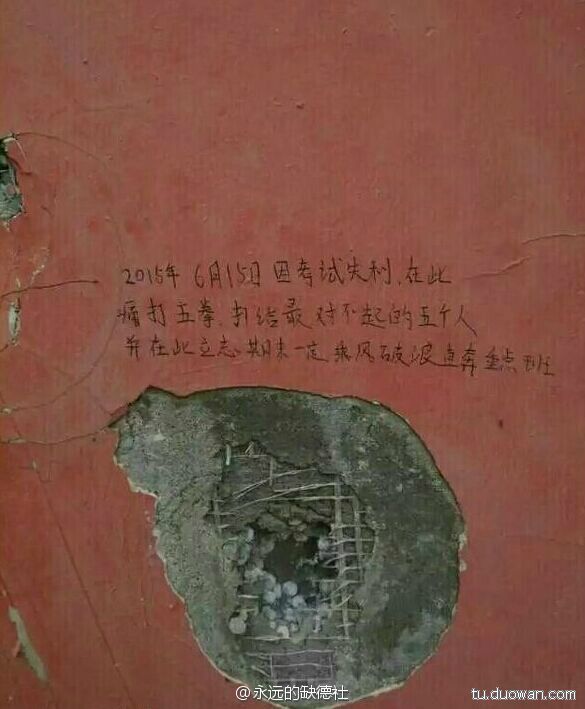 2015年 6月15日因考试失利,在此
痛打五拳,打给最对不起的五个人
并在此立志期末一定乘风破浪直奔重点班
@永远的缺德社
tu.duowan.com